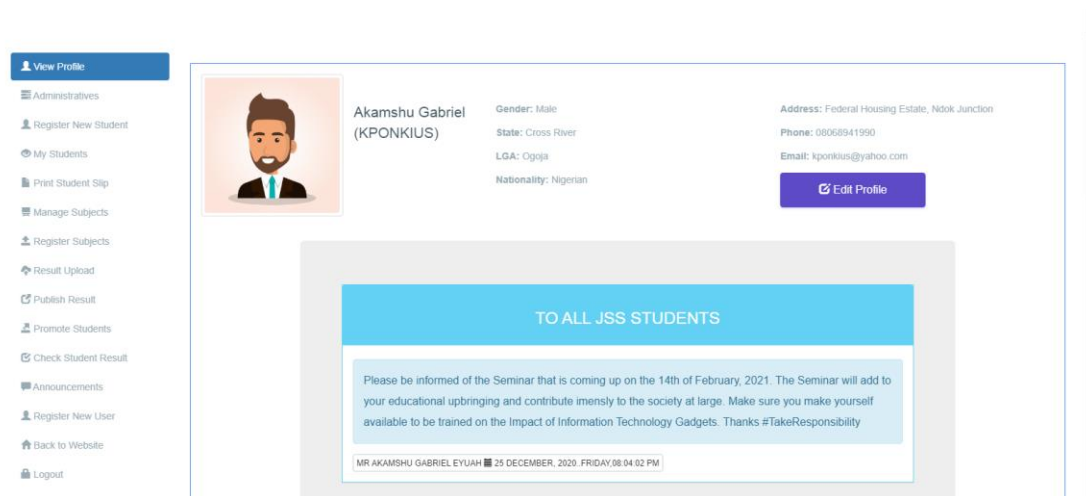 View Profile
Administratives
Register New Student
My Students
Print Student Slip
Manage Subjects
Register Subjects
Result Upload
Publish Result
Promote Students
Check Student Result
Announcements
Register New User
Back to Website
Logout
Akamshu Gabriel
(KPONKIUS)
Gender: Male
State: Cross River
LGA: Ogoja
Nationality: Nigerian
Address: Federal Housing Estate, Ndok Junction
Phone: 08068941990
Email: kponkius@yahoo.com
Edit Profile
TO ALL JSS STUDENTS
Please be informed of the Seminar that is coming up on the 14th of February, 2021. The Seminar will add to
your educational upbringing and contribute imensly to the society at large. Make sure you make yourself
available to be trained on the Impact of Information Technology Gadgets. Thanks #TakeResponsibility
MR AKAMSHU GABRIEL EYUAH 25 DECEMBER, 2020..FRIDAY,08:04:02 PM